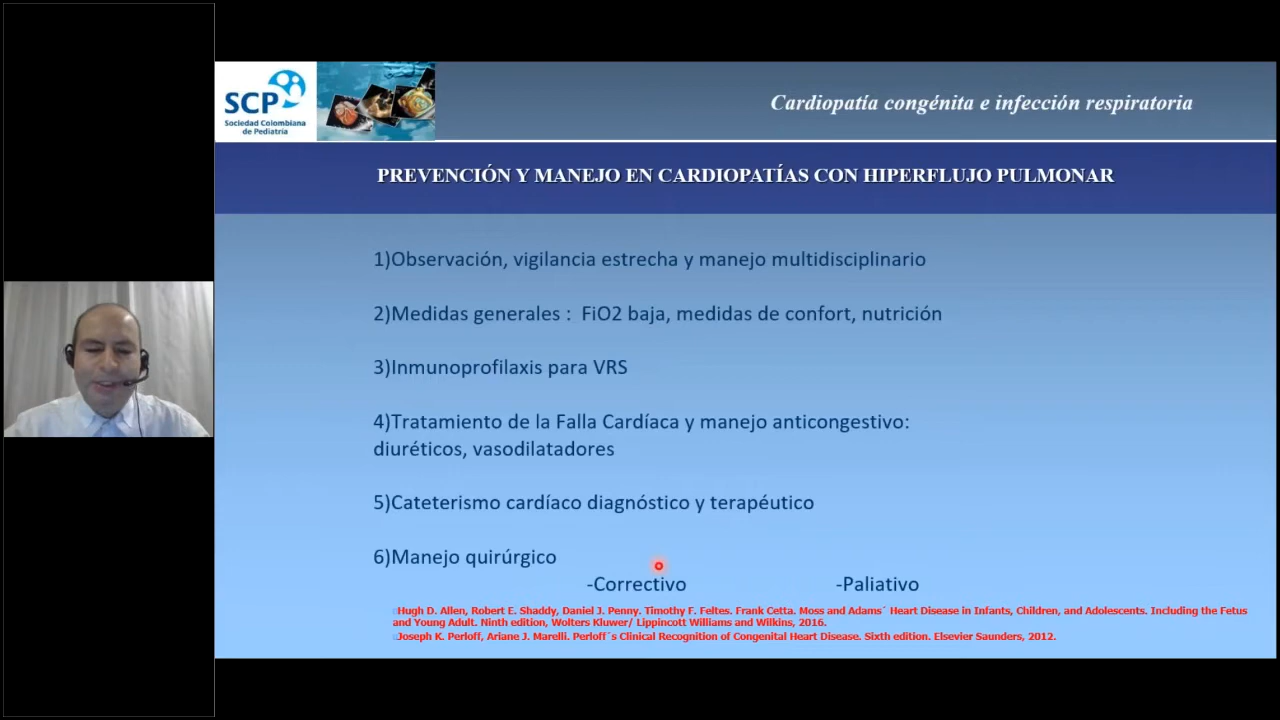 SCP
Sociedad Colombiana
de Pediatría
Cardiopatía congénita e infección respiratoria
PREVENCIÓN Y MANEJO EN CARDIOPATÍAS CON HIPERFLUJO PULMONAR
1)Observación, vigilancia estrecha y manejo multidisciplinario
2)Medidas generales : FiO2 baja, medidas de confort, nutrición
3)Inmunoprofilaxis para VRS
4)Tratamiento de la Falla Cardíaca y manejo anticongestivo:
diuréticos, vasodilatadores
5)Cateterismo cardíaco diagnóstico y terapéutico
6)Manejo quirúrgico
-Correctivo -Paliativo
Hugh D. Allen, Robert E. Shaddy, Daniel J. Penny. Timothy F. Feltes. Frank Cetta. Moss and Adams´ Heart Disease in Infants, Children, and Adolescents. Including the Fetus
and Young Adult. Ninth edition, Wolters Kluwer/ Lippincott Williams and Wilkins, 2016.
Joseph K. Perloff, Ariane J. Marelli. Perloff´s Clinical Recognition of Congenital Heart Disease. Sixth edition. Elsevier Saunders, 2012.